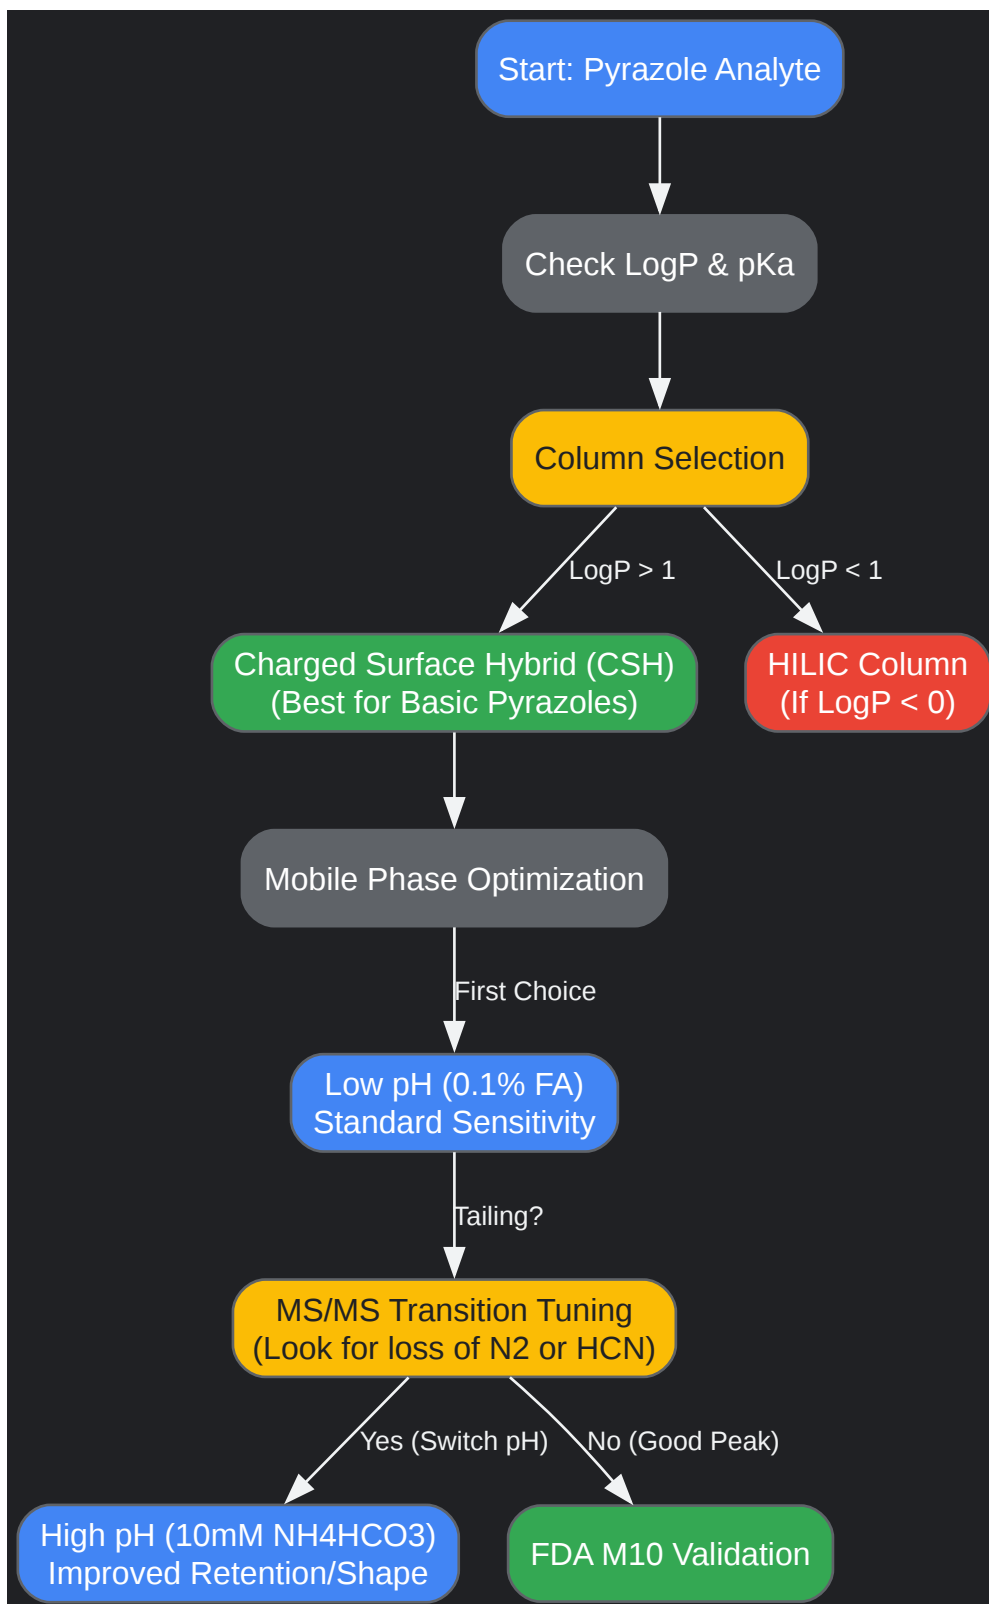 Start: Pyrazole Analyte
Check LogP & pKa
Column Selection
LogP > 1
LogP < 1
Charged Surface Hybrid (CSH)
(Best for Basic Pyrazoles)
HILIC Column
(If LogP < 0)
Mobile Phase Optimization
First Choice
Low pH (0.1% FA)
Standard Sensitivity
Tailing?
MS/MS Transition Tuning
(Look for loss of N2 or HCN)
Yes (Switch pH)
No (Good Peak)
High pH (10mM NH4HCO3)
Improved Retention/Shape
FDA M10 Validation